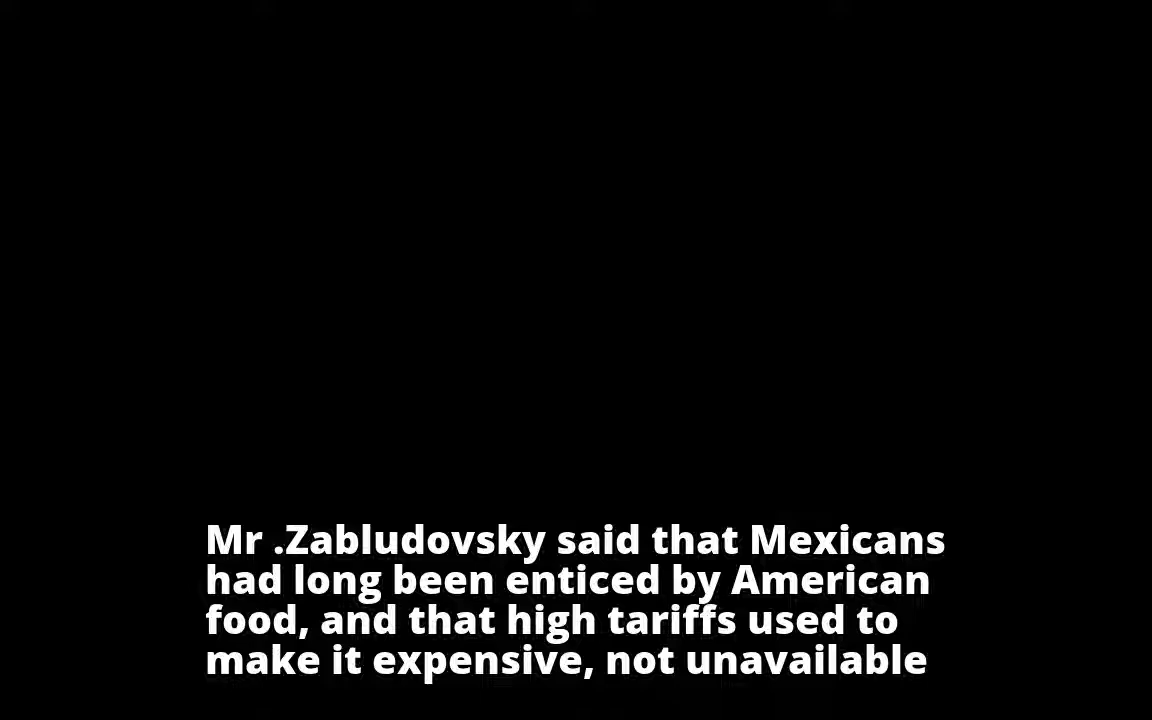 Mr .Zabludovsky said that Mexicans
had long been enticed by American
food, and that high tariffs used to
make it expensive, not unavailable